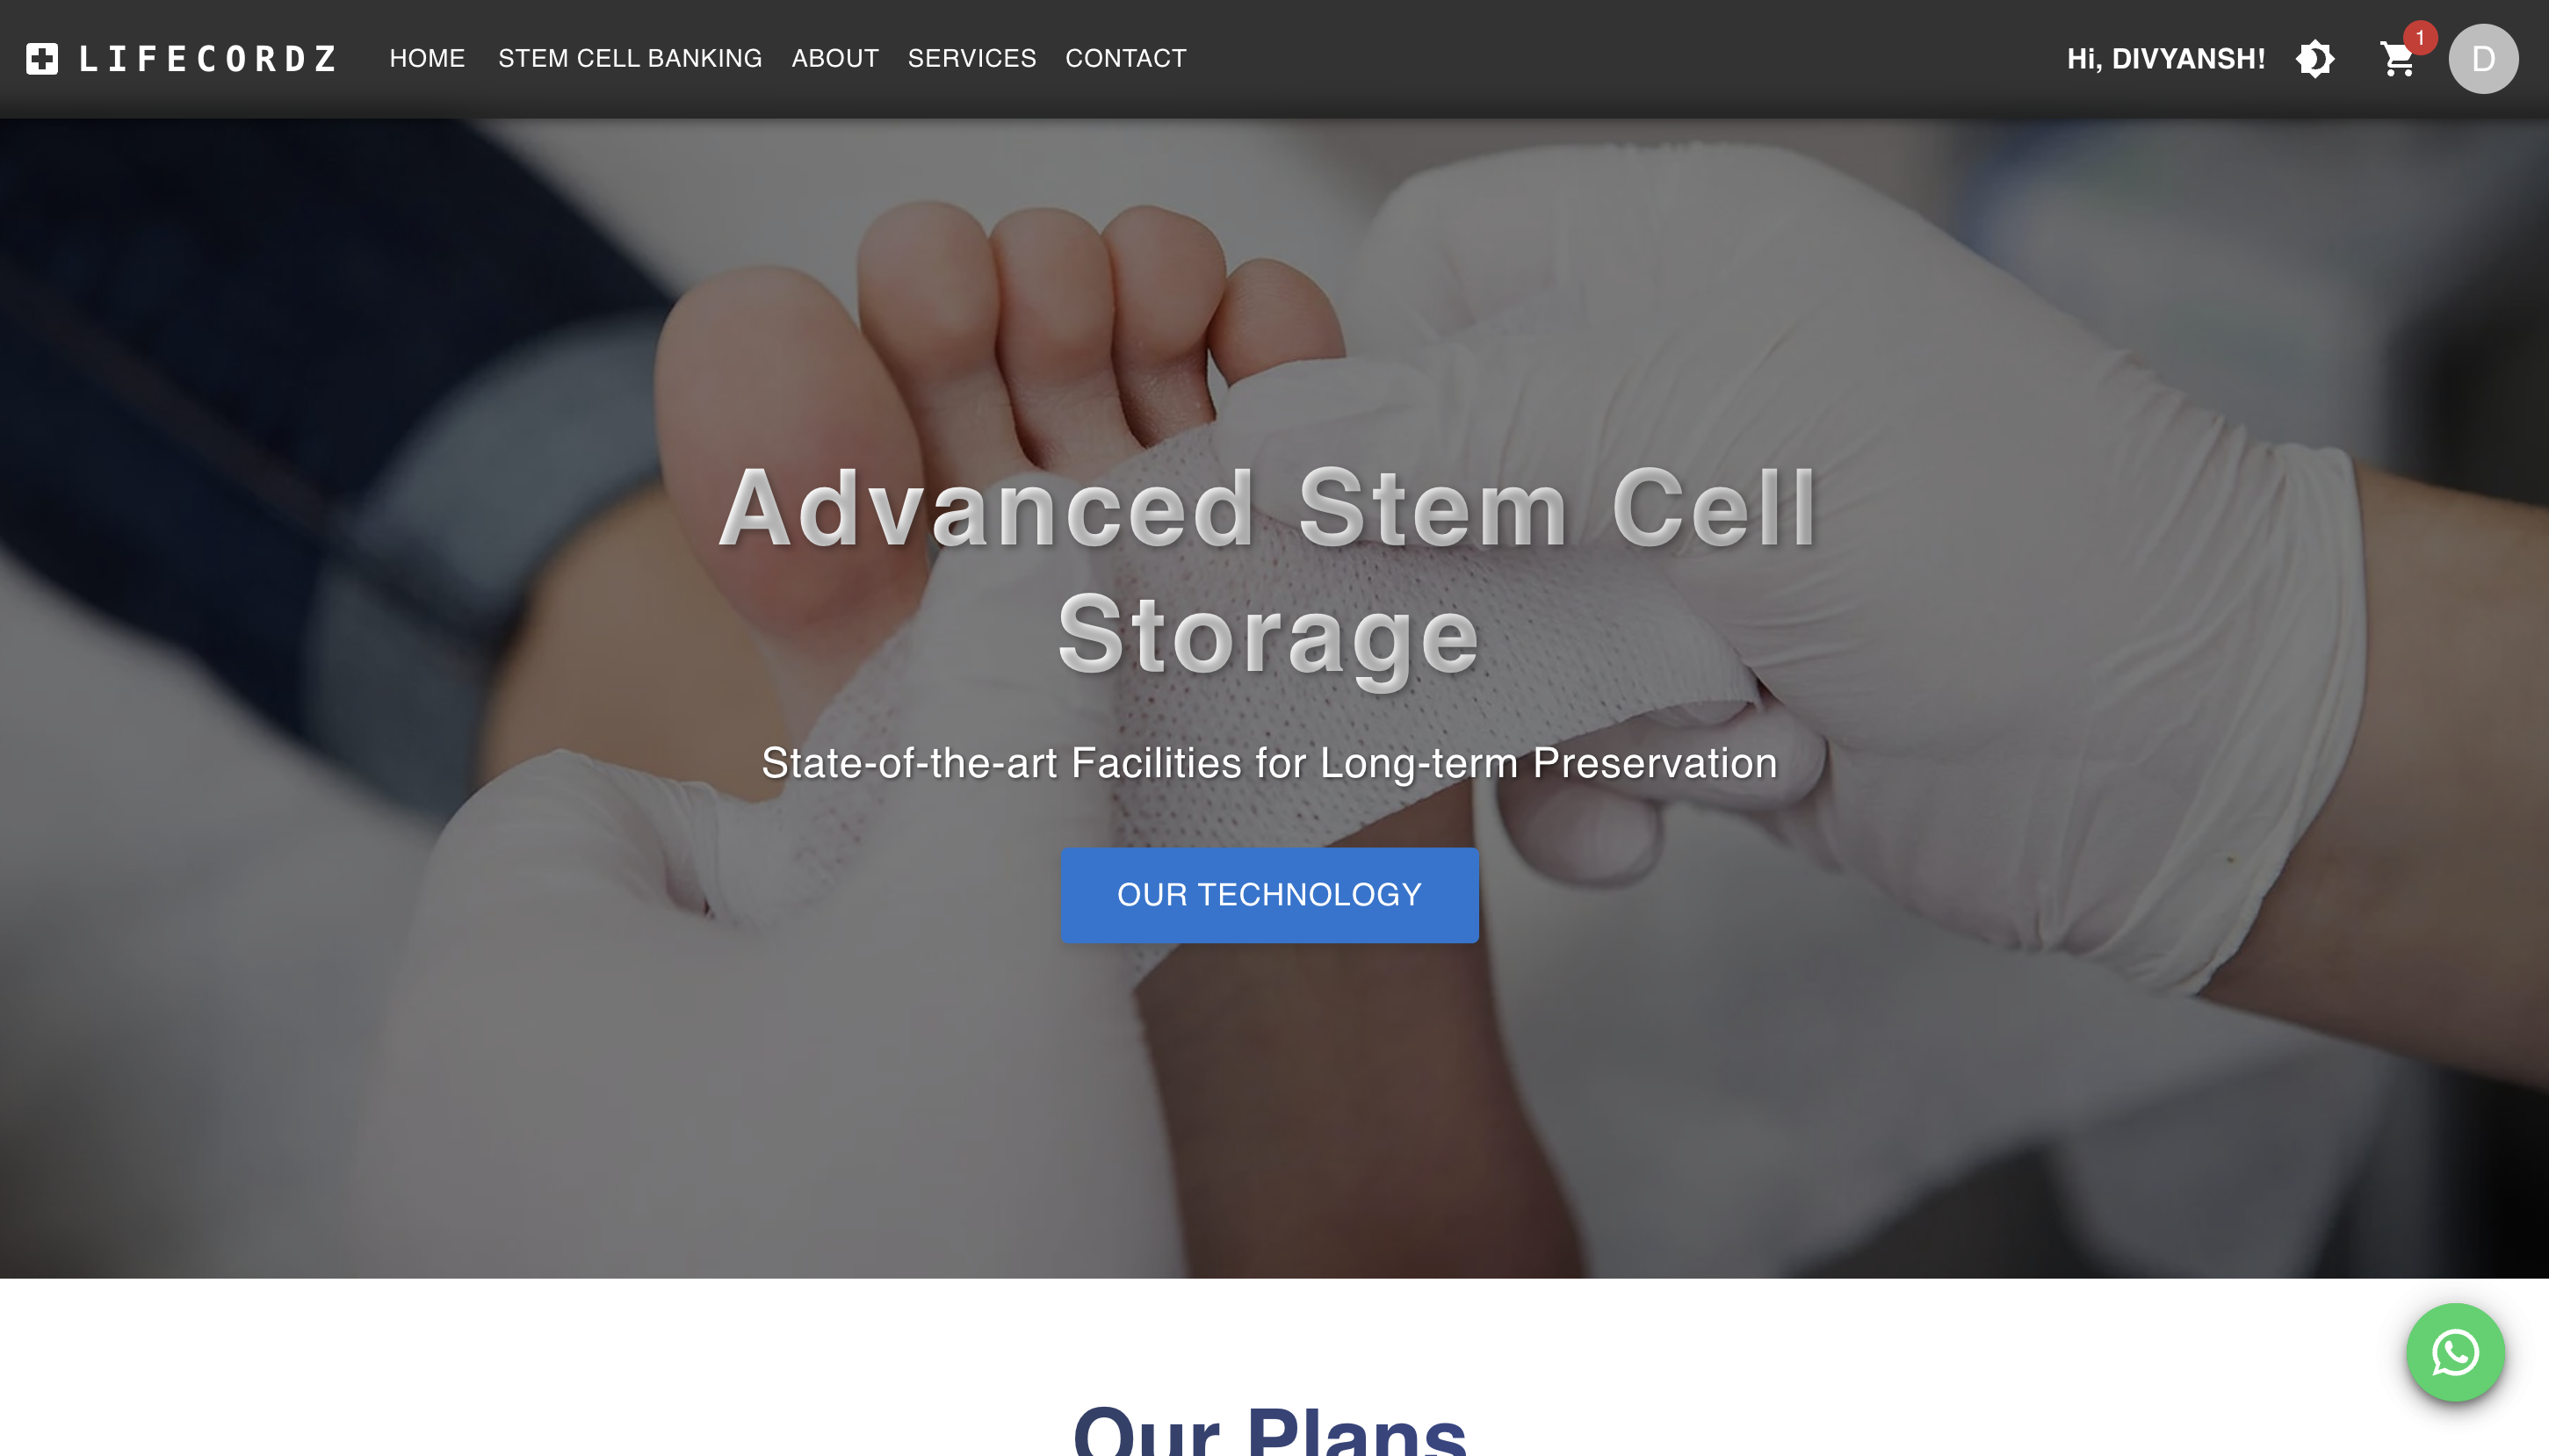 LIFECORDZ HOME STEM CELL BANKING ABOUT SERVICES CONTACT Hi, DIVYANSH! 1 D
Advanced Stem Cell
Storage
State-of-the-art Facilities for Long-term Preservation
OUR TECHNOLOGY
Our Plans